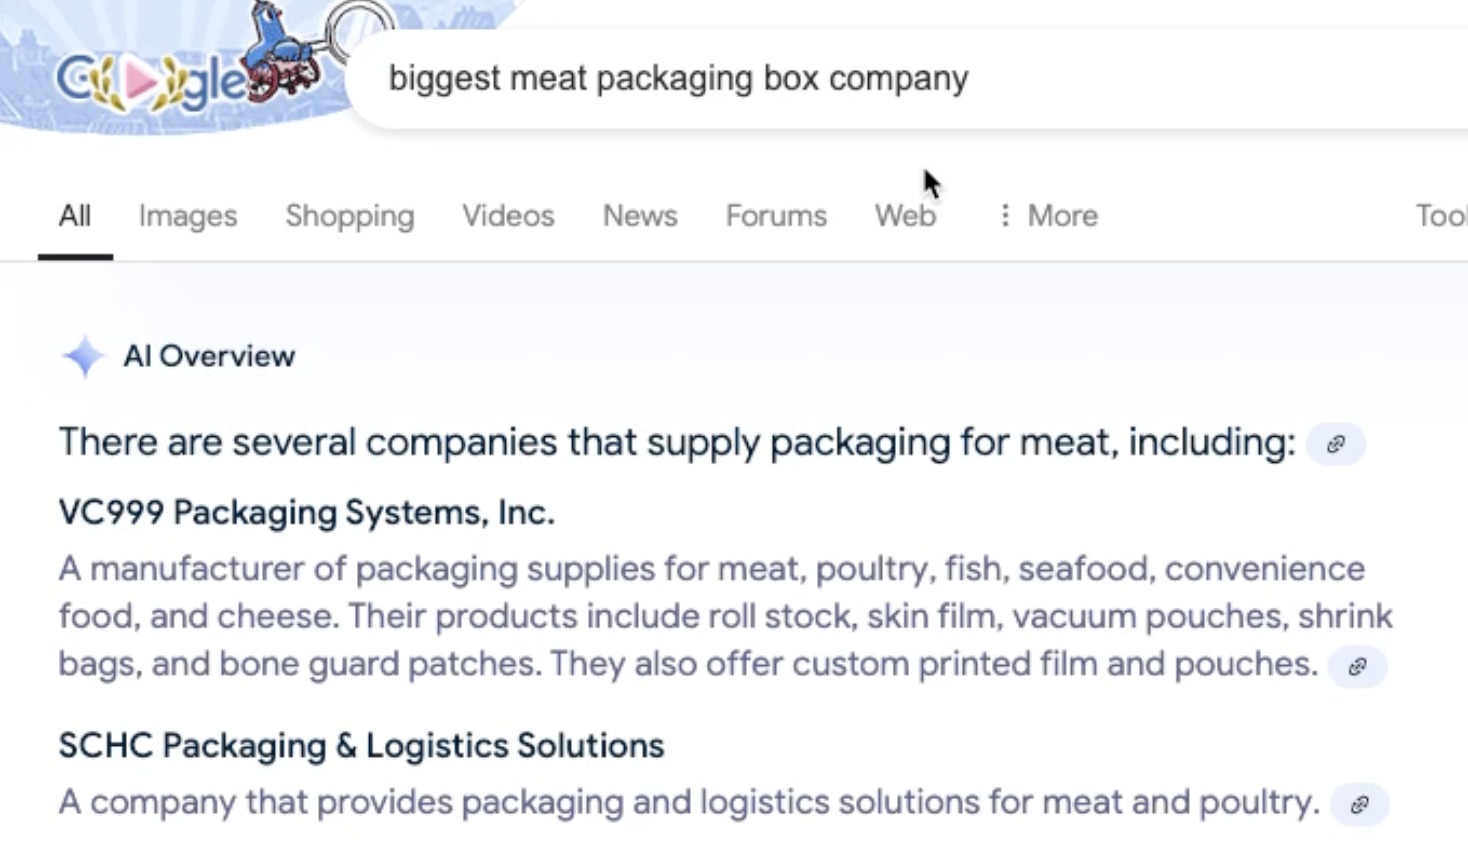 Google
biggest meat packaging box company
All Images Shopping Videos News Forums Web More
AI Overview
There are several companies that supply packaging for meat, including:
VC999 Packaging Systems, Inc.
A manufacturer of packaging supplies for meat, poultry, fish, seafood, convenience
food, and cheese. Their products include roll stock, skin film, vacuum pouches, shrink
bags, and bone guard patches. They also offer custom printed film and pouches.
SCHC Packaging & Logistics Solutions
A company that provides packaging and logistics solutions for meat and poultry.